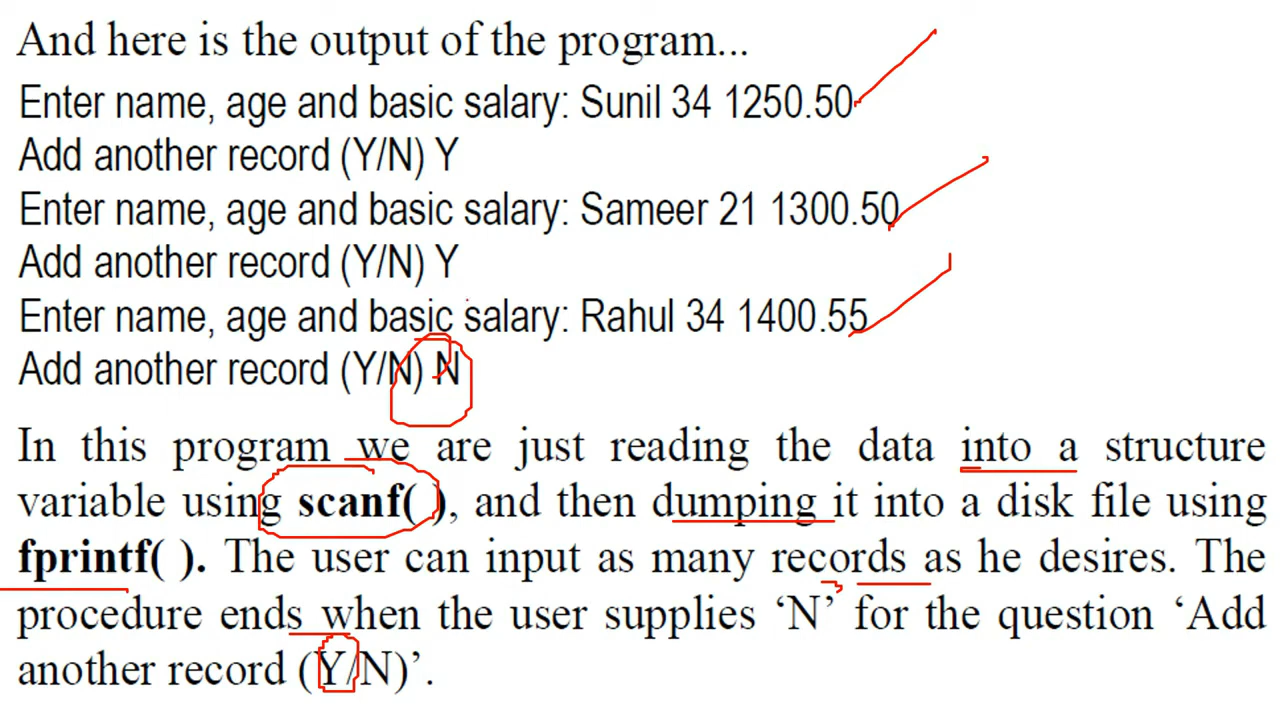 And here is the output of the program...
Enter name, age and basic salary: Sunil 34 1250.50
Add another record (Y/N) Y
Enter name, age and basic salary: Sameer 21 1300.50
Add another record (Y/N) Y
Enter name, age and basic salary: Rahul 34 1400.55
Add another record (Y/N) N
In this program we are just reading the data into a structure
variable using scanf( ), and then dumping it into a disk file using
fprintf( ). The user can input as many records as he desires. The
procedure ends when the user supplies ‘N’ for the question ‘Add
another record (Y/N)’.